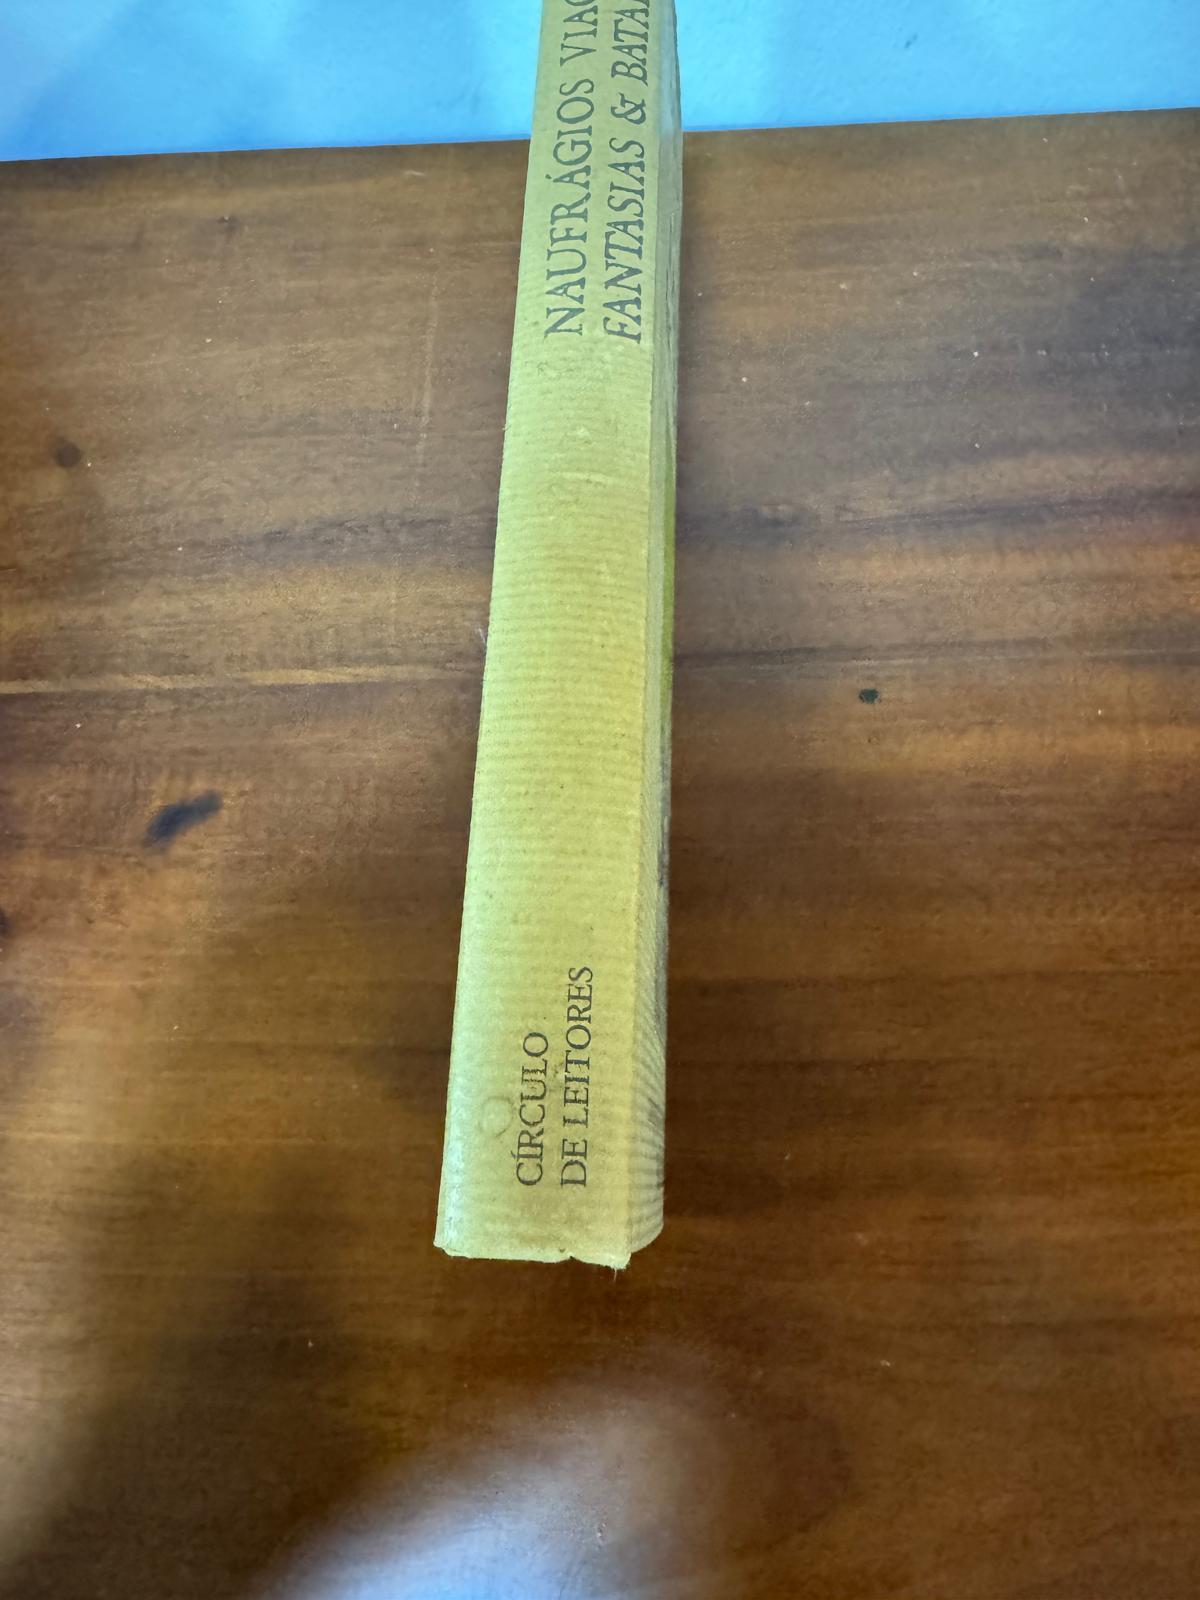 NAUFRÁGIOS
FANTASIAS &
CÍRCULO
DE LEITORES